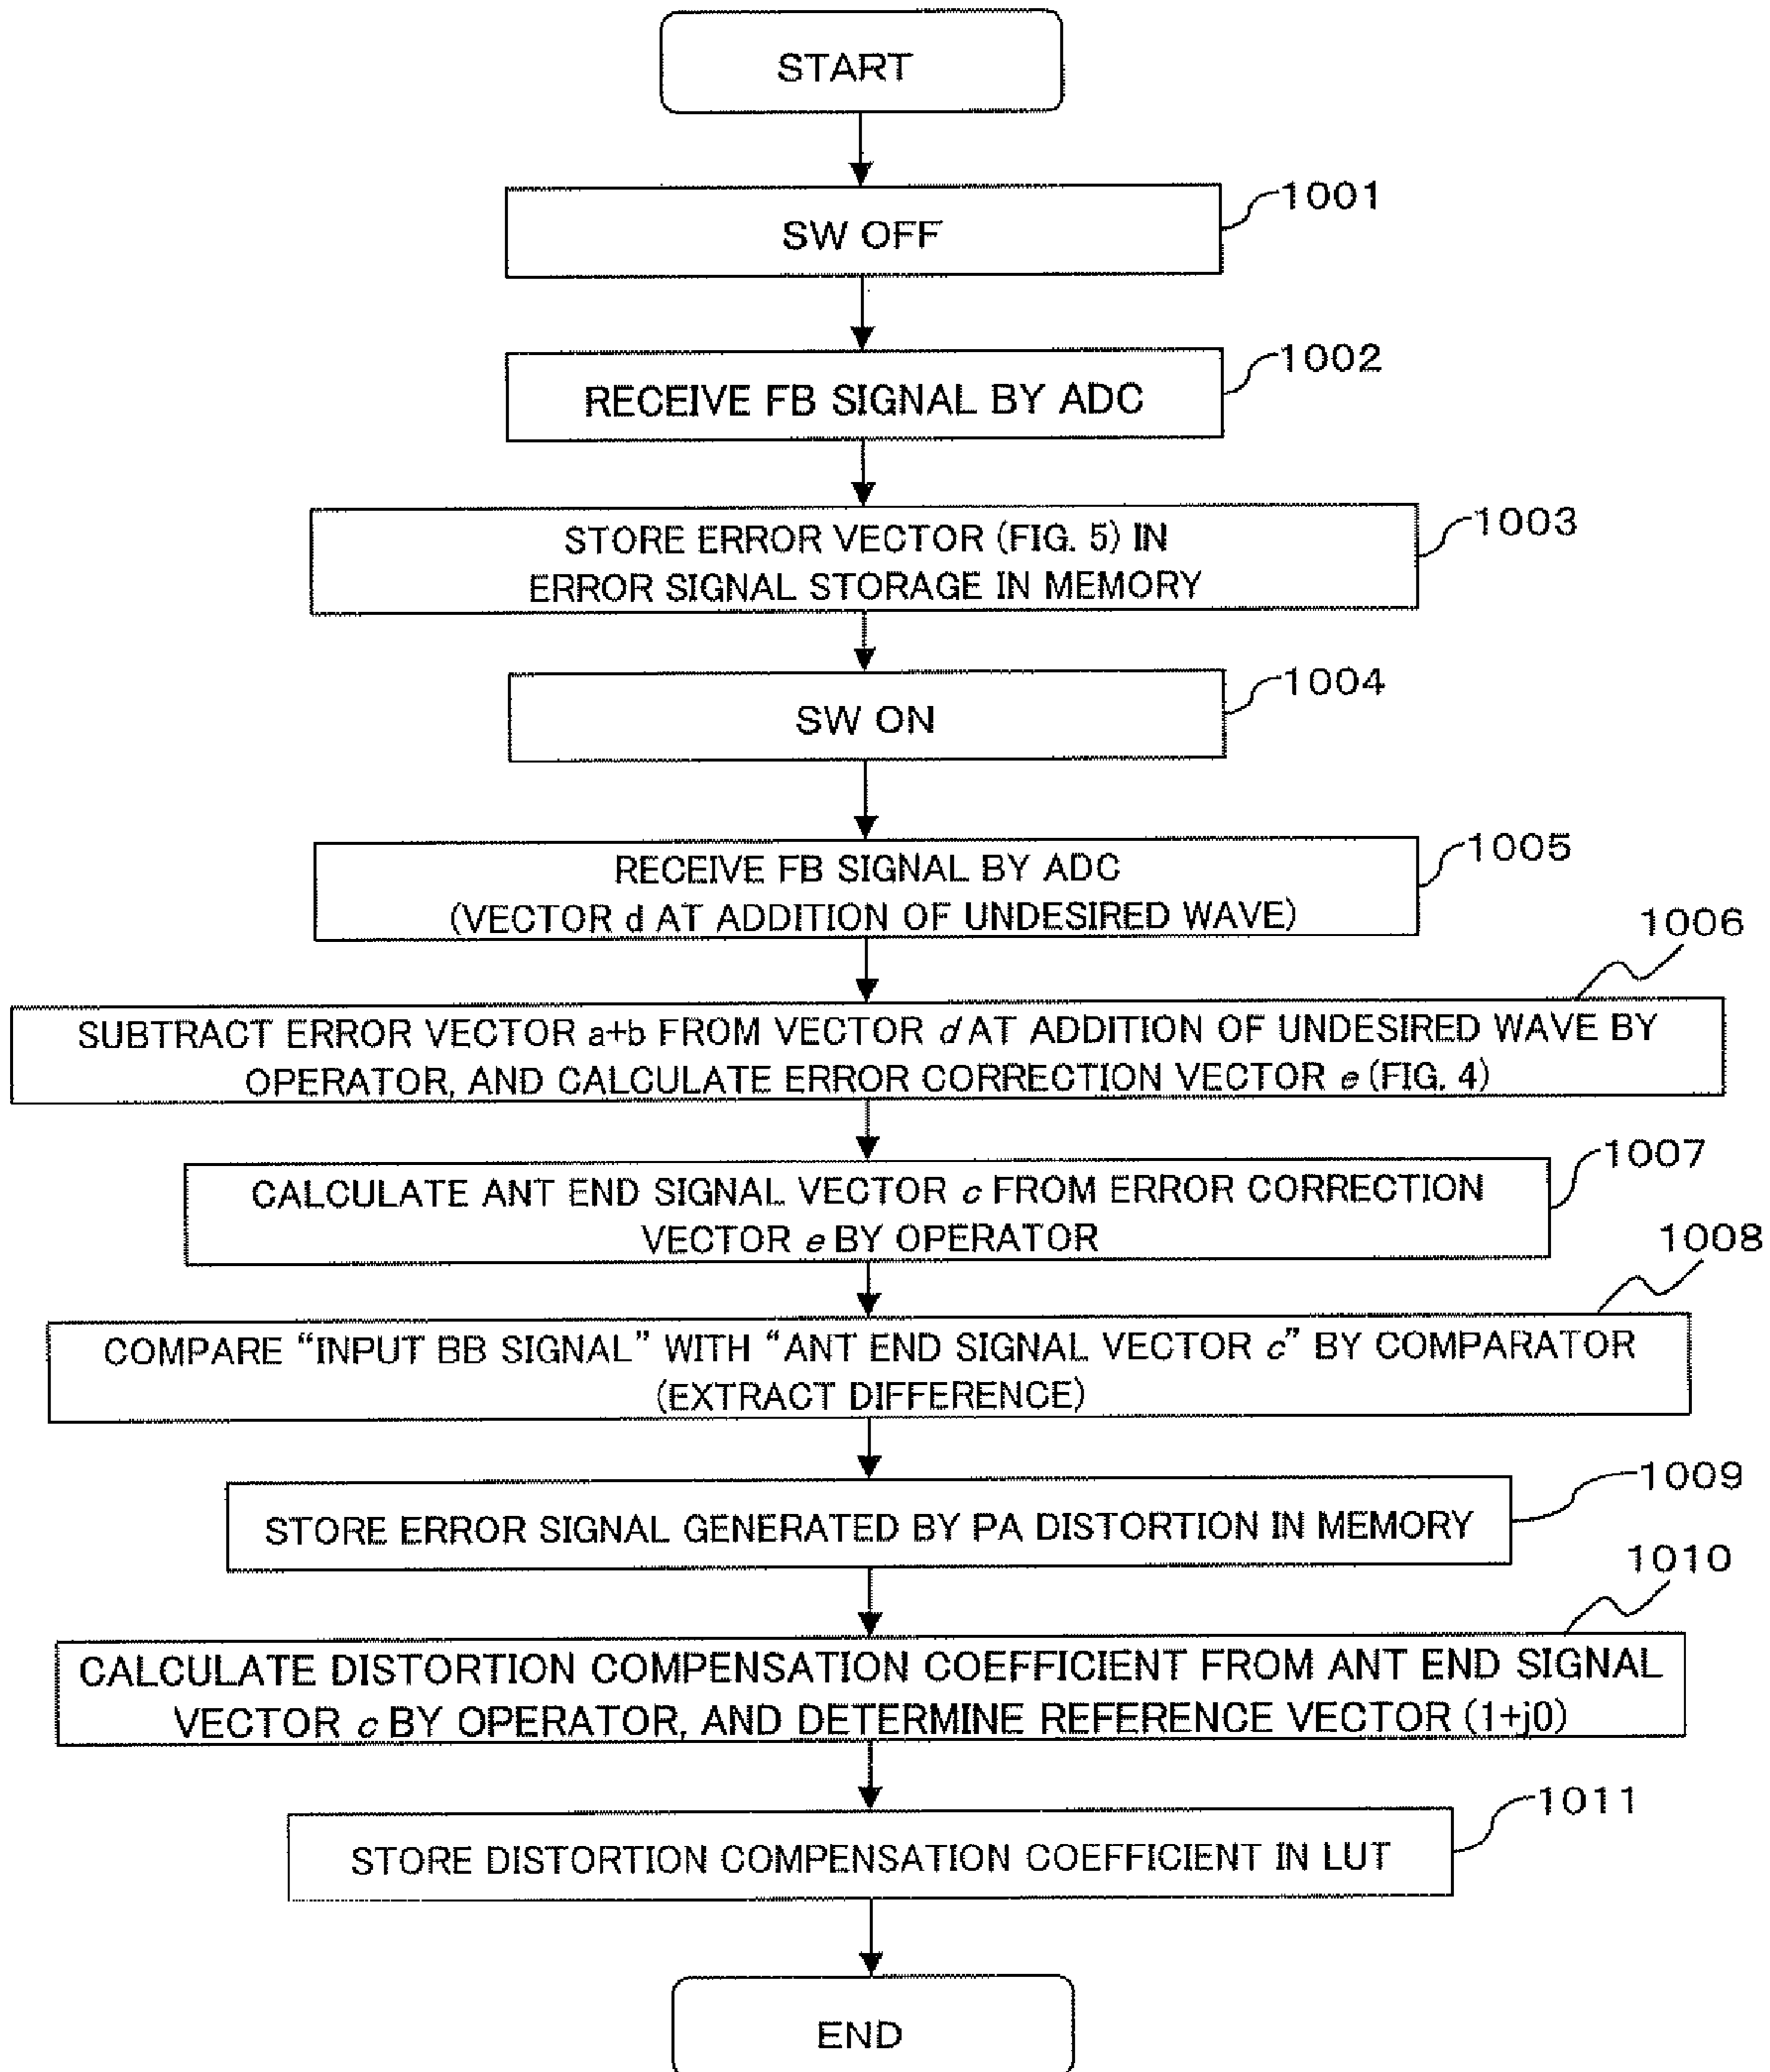 START
1001
SW OFF
1002
RECEIVE FB SIGNAL BY ADC
1003
STORE ERROR VECTOR (FIG. 5) IN
ERROR SIGNAL STORAGE IN MEMORY
1004
SW ON
1005
RECEIVE FB SIGNAL BY ADC
(VECTOR d AT ADDITION OF UNDESIRED WAVE)
1006
SUBTRACT ERROR VECTOR a+b FROM VECTOR d AT ADDITION OF UNDESIRED WAVE BY
OPERATOR, AND CALCULATE ERROR CORRECTION VECTOR e (FIG. 4)
1007
CALCULATE ANT END SIGNAL VECTOR c FROM ERROR CORRECTION
VECTOR e BY OPERATOR
1008
COMPARE “INPUT BB SIGNAL” WITH “ANT END SIGNAL VECTOR c” BY COMPARATOR
(EXTRACT DIFFERENCE)
1009
STORE ERROR SIGNAL GENERATED BY PA DISTORTION IN MEMORY
1010
CALCULATE DISTORTION COMPENSATION COEFFICIENT FROM ANT END SIGNAL
VECTOR c BY OPERATOR, AND DETERMINE REFERENCE VECTOR (1+j0)
1011
STORE DISTORTION COMPENSATION COEFFICIENT IN LUT
END